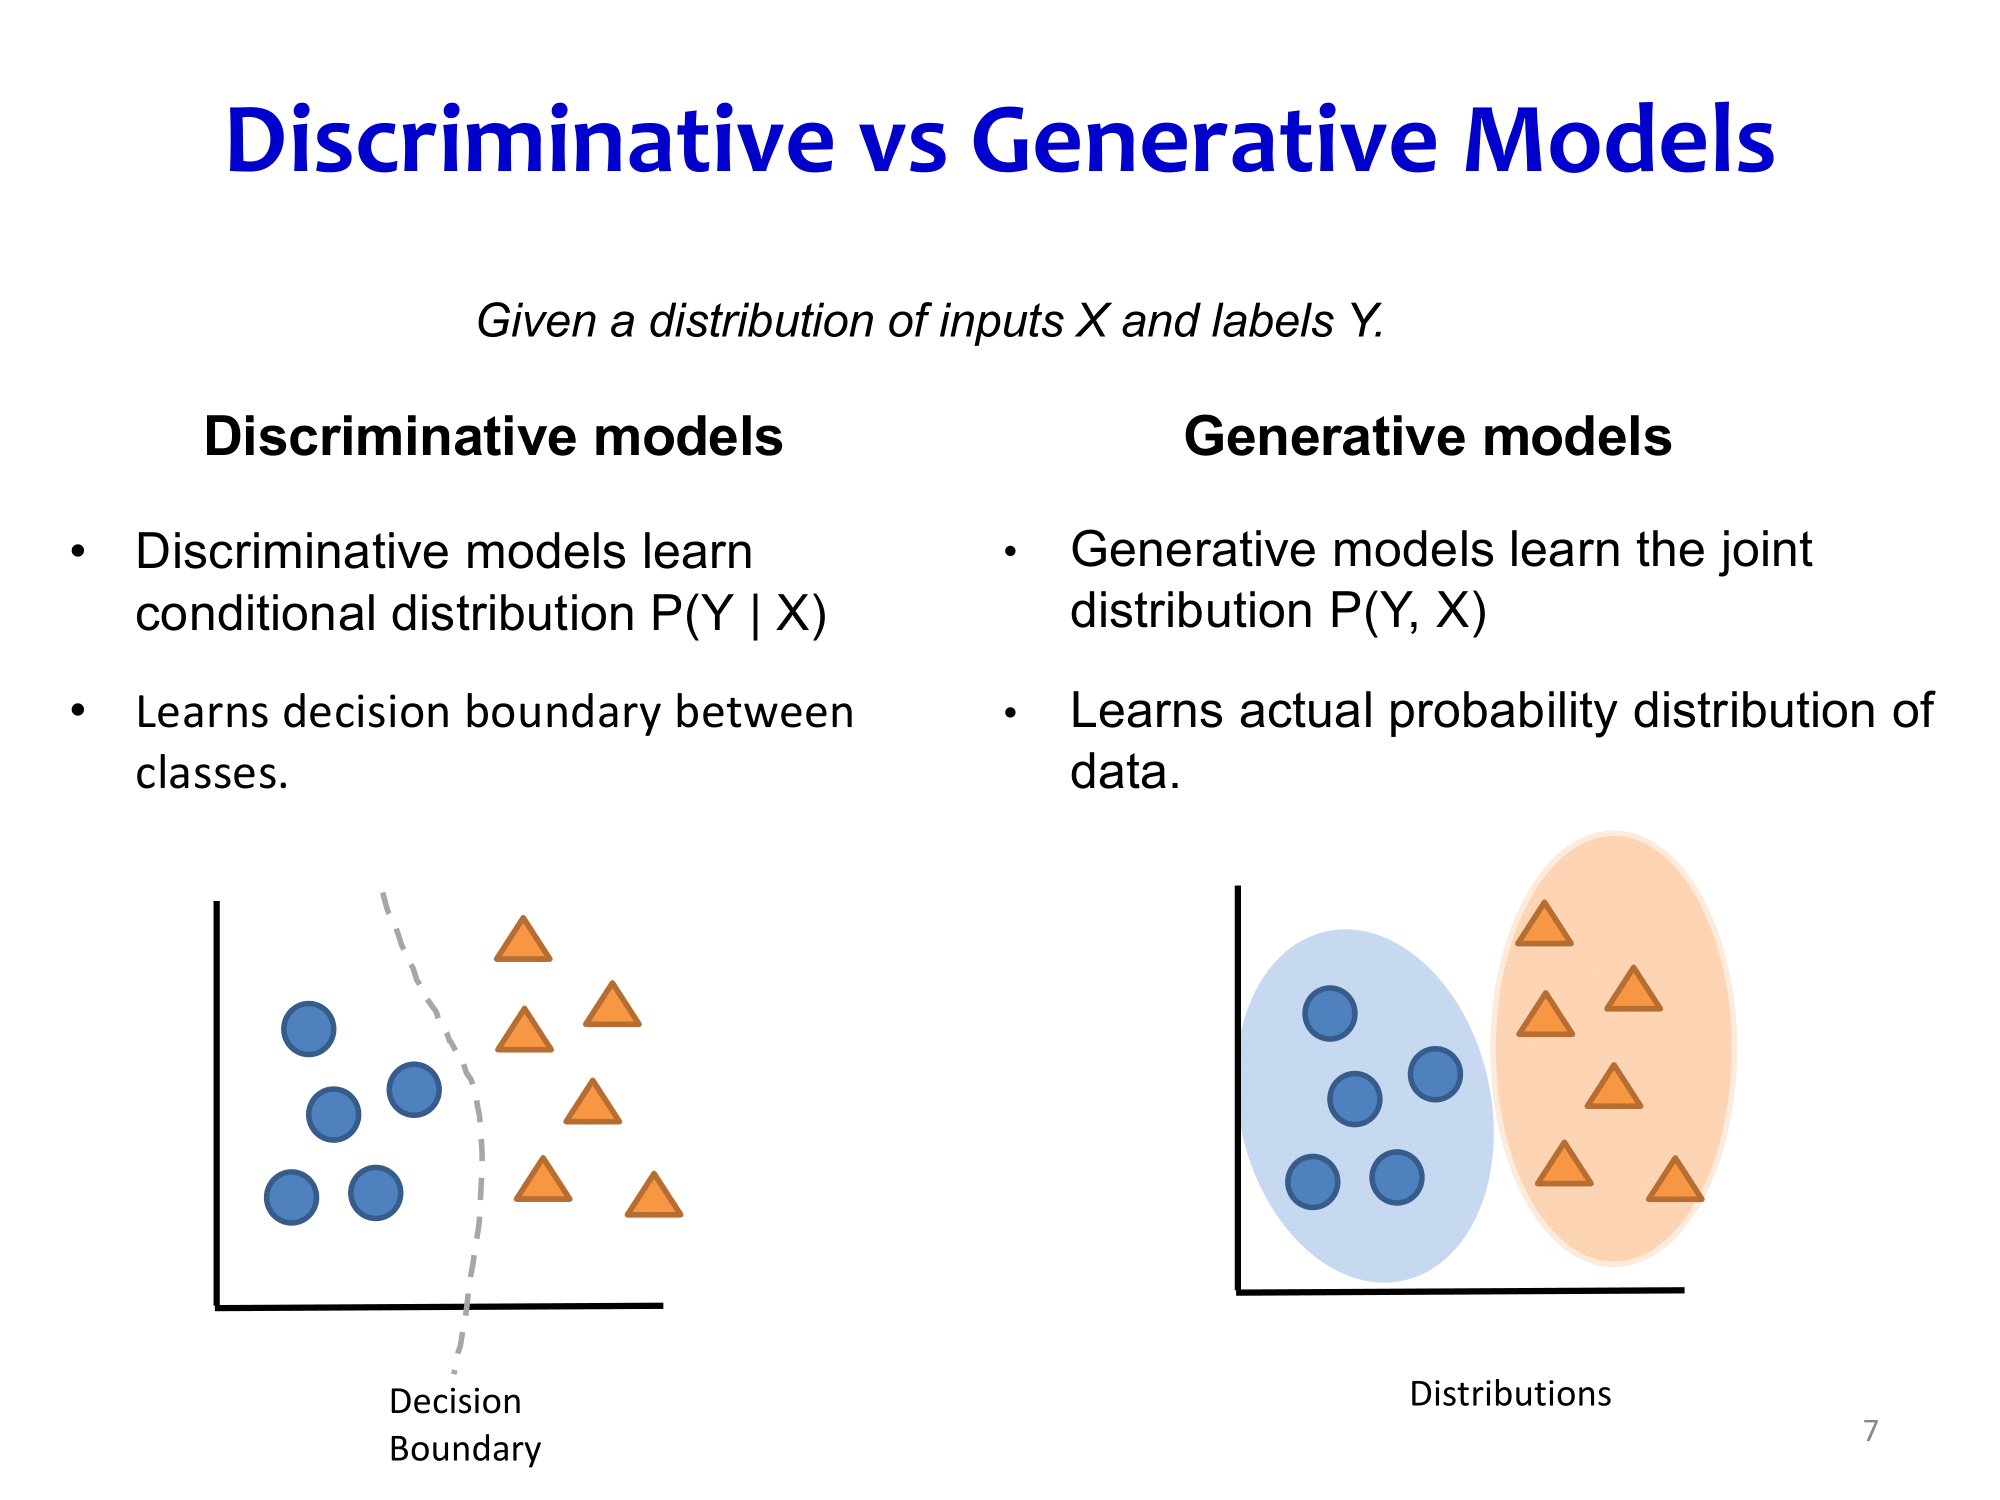 Discriminative vs Generative Models
Given a distribution of inputs X and labels Y.
Discriminative models
• Discriminative models learn
conditional distribution P(Y | X)
• Learns decision boundary between
classes.
Decision
Boundary
Generative models
• Generative models learn the joint
distribution P(Y, X)
• Learns actual probability distribution of
data.
Distributions
7